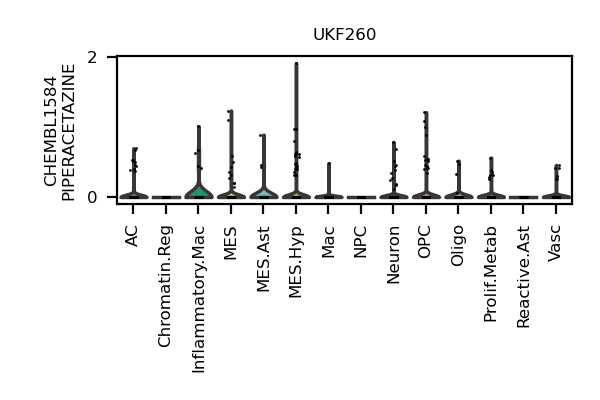 UKF260
CHEMBL1584
PIPERACETAZINE
2
0
AC
Chromatin.Reg
Inflammatory.Mac
MES
MES.Ast
MES.Hyp
Mac
NPC
Neuron
OPC
Oligo
Prolif.Metab
Reactive.Ast
Vasc